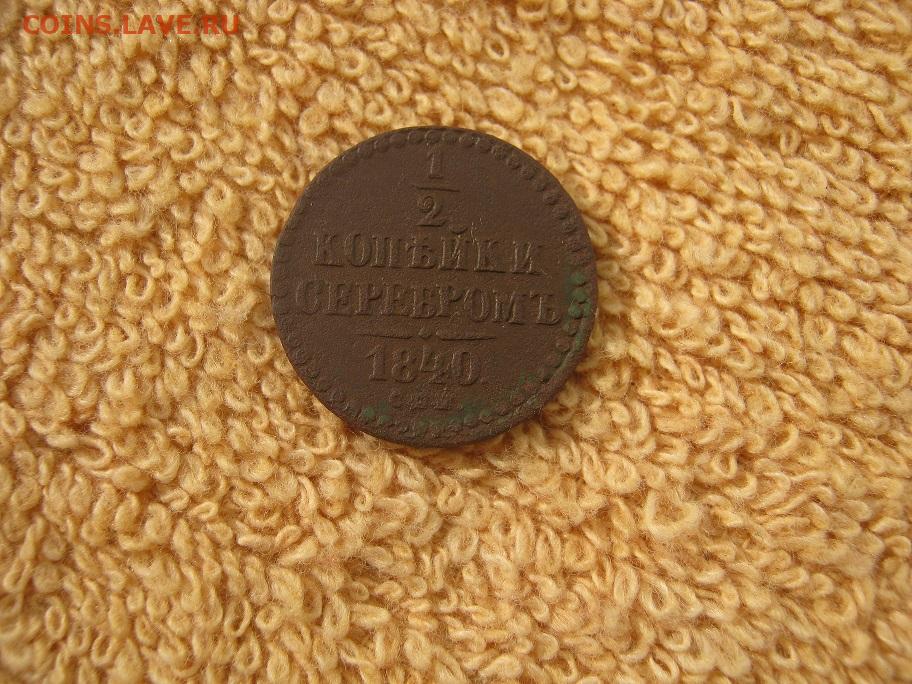 COINS.LAVE.RU
1
2
КОПѢЙКИ
СЕРЕБРОМЪ
1840.